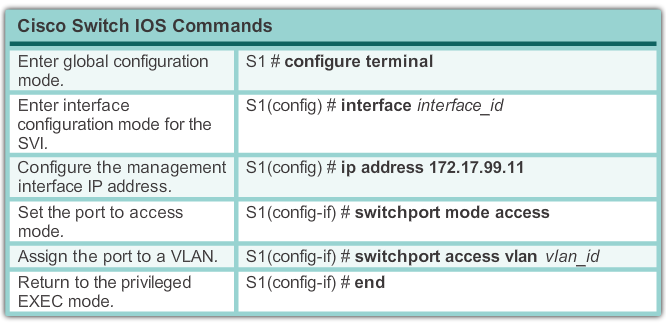 Cisco Switch IOS Commands
Enter global configuration
mode.
S1 # configure terminal
Enter interface
configuration mode for the
SVI.
S1(config) # interface interface_id
Configure the management
interface IP address.
S1(config) # ip address 172.17.99.11
Set the port to access
mode.
S1(config-if) # switchport mode access
Assign the port to a VLAN.
S1(config-if) # switchport access vlan vlan_id
Return to the privileged
EXEC mode.
S1(config-if) # end